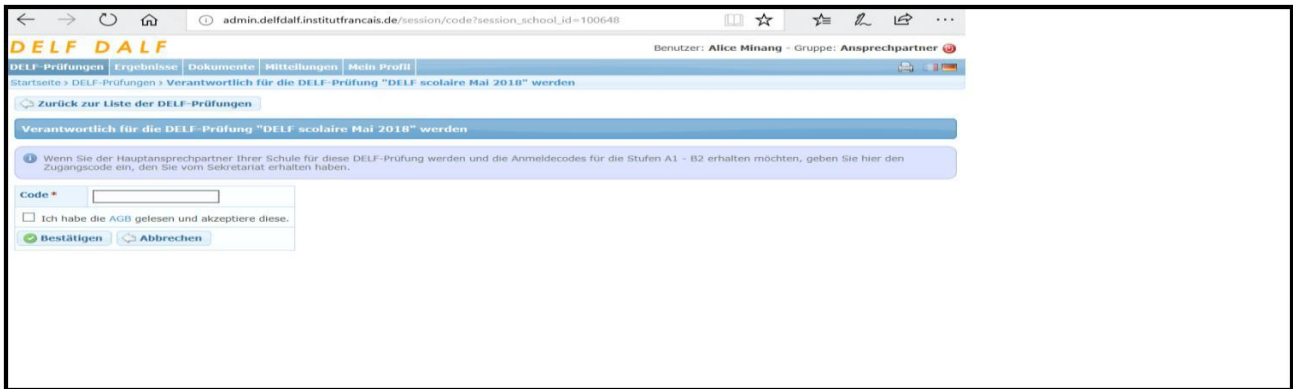 admin.delfdalf.institutfrancais.de/session/code?session_school_id=100648
DELF DALF
Benutzer: Alice Minang - Gruppe: Ansprechpartner
DELF-Prüfungen Ergebnisse Dokumente Mitteilungen Mein Profil
Startseite > DELF-Prüfungen > Verantwortlich für die DELF-Prüfung "DELF scolaire Mai 2018" werden
Zurück zur Liste der DELF-Prüfungen
Verantwortlich für die DELF-Prüfung "DELF scolaire Mai 2018" werden
Wenn Sie der Hauptansprechpartner Ihrer Schule für diese DELF-Prüfung werden und die Anmeldecodes für die Stufen A1 - B2 erhalten möchten, geben Sie hier den
Zugangscode ein, den Sie vom Sekretariat erhalten haben.
Code *
Ich habe die AGB gelesen und akzeptiere diese.
Bestätigen Abbrechen